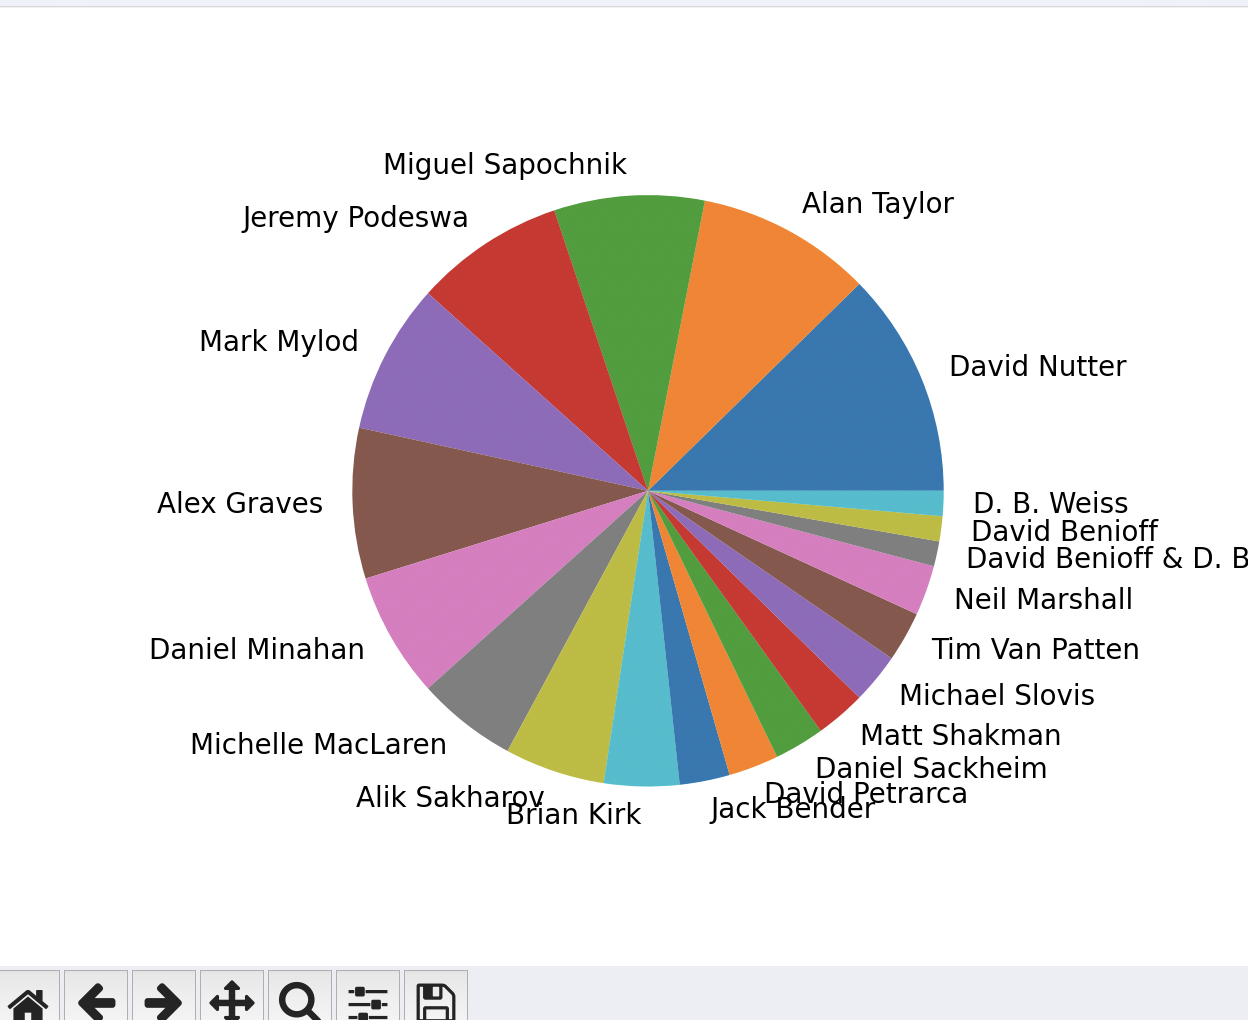 Miguel Sapochnik
Alan Taylor
Jeremy Podeswa
Mark Mylod
David Nutter
Alex Graves
D. B. Weiss
David Benioff
David Benioff & D. B
Neil Marshall
Daniel Minahan
Tim Van Patten
Michael Slovis
Michelle MacLaren
Matt Shakman
Daniel Sackheim
David Petrarca
Alik Sakharov
Jack Bender
Brian Kirk